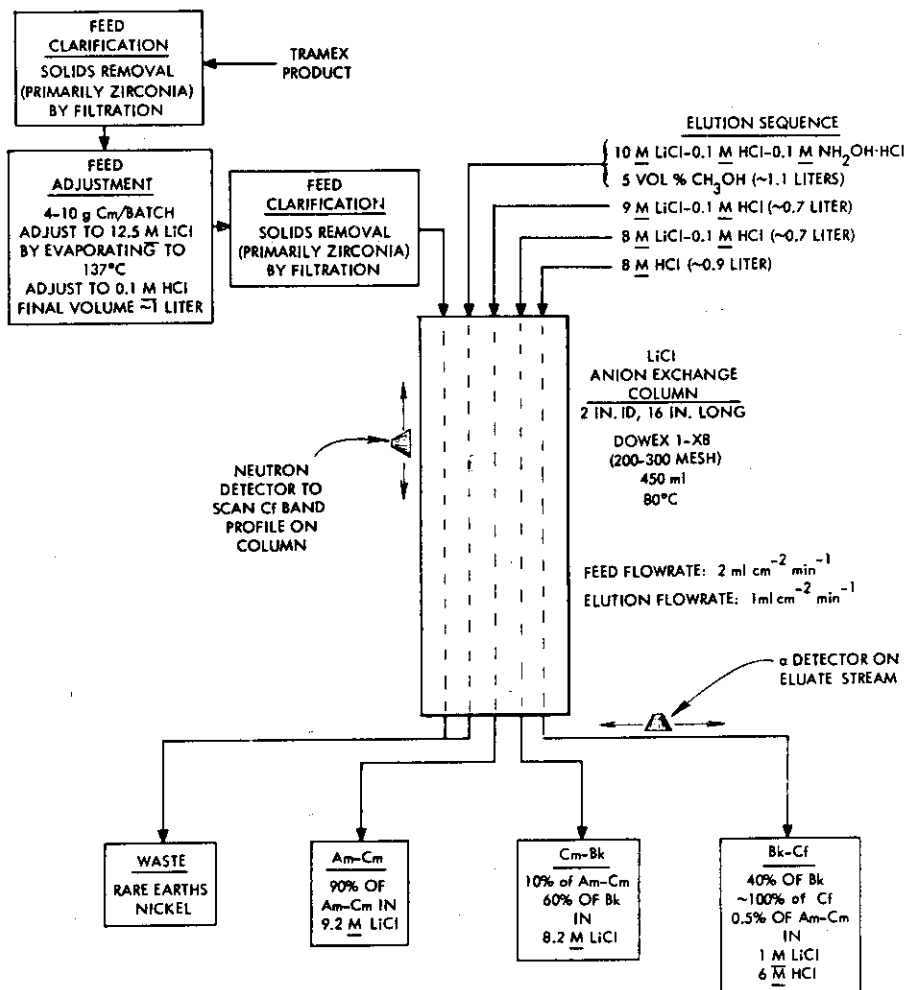 FEED
CLARIFICATION
SOLIDS REMOVAL
(PRIMARILY ZIRCONIA)
BY FILTRATION
TRAMEX
PRODUCT
FEED
ADJUSTMENT
4-10 g Cm/BATCH
ADJUST TO 12.5 M LiCl
BY EVAPORATING TO
137°C
ADJUST TO 0.1 M HCl
FINAL VOLUME ~1 LITER
FEED
CLARIFICATION
SOLIDS REMOVAL
(PRIMARILY ZIRCONIA)
BY FILTRATION
ELUTION SEQUENCE
10 M LiCl-0.1 M HCl-0.1 M NH2OH·HCl
5 VOL % CH3OH (~1.1 LITERS)
9 M LiCl-0.1 M HCl (~0.7 LITER)
8 M LiCl-0.1 M HCl (~0.7 LITER)
8 M HCl (~0.9 LITER)
LiCl
ANION EXCHANGE
COLUMN
2 IN. ID, 16 IN. LONG
DOWEX 1-X8
(200-300 MESH)
450 ml
80°C
NEUTRON
DETECTOR TO
SCAN Cf BAND
PROFILE ON
COLUMN
FEED FLOWRATE: 2 ml cm⁻² min⁻¹
ELUTION FLOWRATE: 1ml cm⁻² min⁻¹
α DETECTOR ON
ELUATE STREAM
WASTE
RARE EARTHS
NICKEL
Am-Cm
90% OF
Am-Cm IN
9.2 M LiCl
Cm-Bk
10% of Am-Cm
60% OF Bk
IN
8.2 M LiCl
Bk-Cf
40% OF Bk
~100% of Cf
0.5% OF Am-Cm
IN
1 M LiCl
6 M HCl